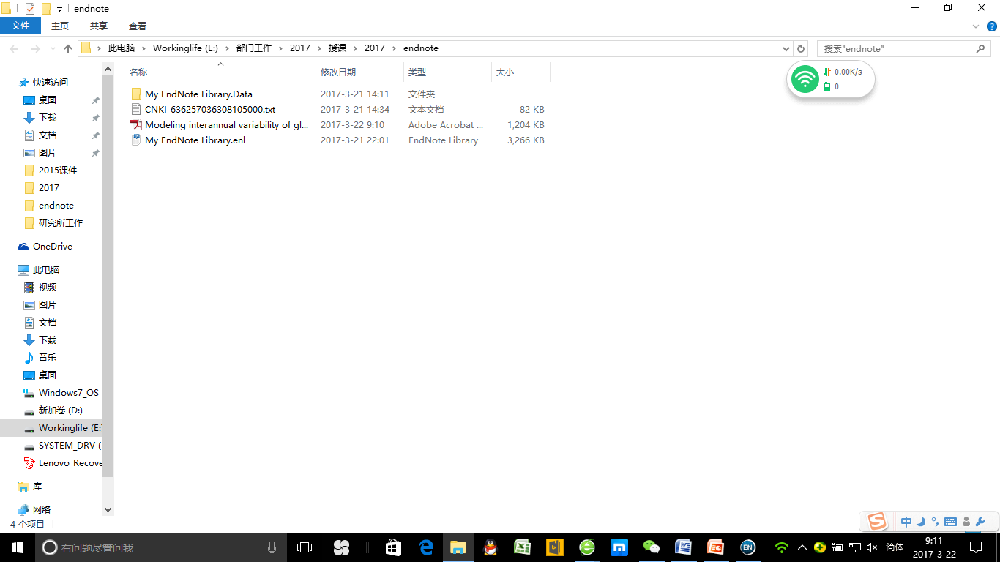 endnote
文件 主页 共享 查看
此电脑 Workinglife (E:) 部门工作 2017 授课 2017 endnote 搜索"endnote"
名称 修改日期 类型 大小
0.00K/s
0
My EndNote Library.Data 2017-3-21 14:11 文件夹
CNKI-636257036308105000.txt 2017-3-21 14:34 文本文档 82 KB
Modeling interannual variability of gl... 2017-3-22 9:10 Adobe Acrobat ... 1,204 KB
My EndNote Library.enl 2017-3-21 22:01 EndNote Library 3,266 KB
快速访问
桌面
下载
文档
图片
2015课件
2017
endnote
研究所工作
OneDrive
此电脑
视频
图片
文档
下载
音乐
桌面
Windows7_OS
新加卷 (D:)
Workinglife (E:
SYSTEM_DRV (
Lenovo_Recove
库
网络
4 个项目
中
有问题尽管问我
EN
简体
9:11
2017-3-22